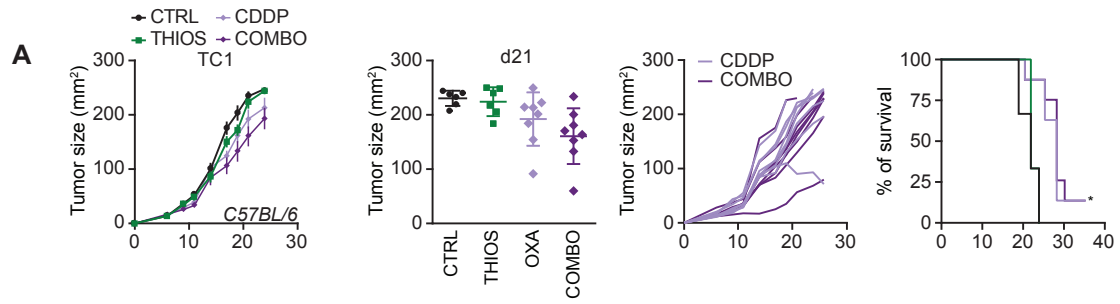 A
CTRL CDDP
THIOS COMBO
TC1
Tumor size (mm²)
300
200
100
0
0 10 20 30
C57BL/6
d21
Tumor size (mm²)
300
200
100
0
CTRL
THIOS
OXA
COMBO
CDDP
COMBO
Tumor size (mm²)
300
200
100
0
0 10 20 30
% of survival
100
75
50
25
0
0 10 20 30 40
*